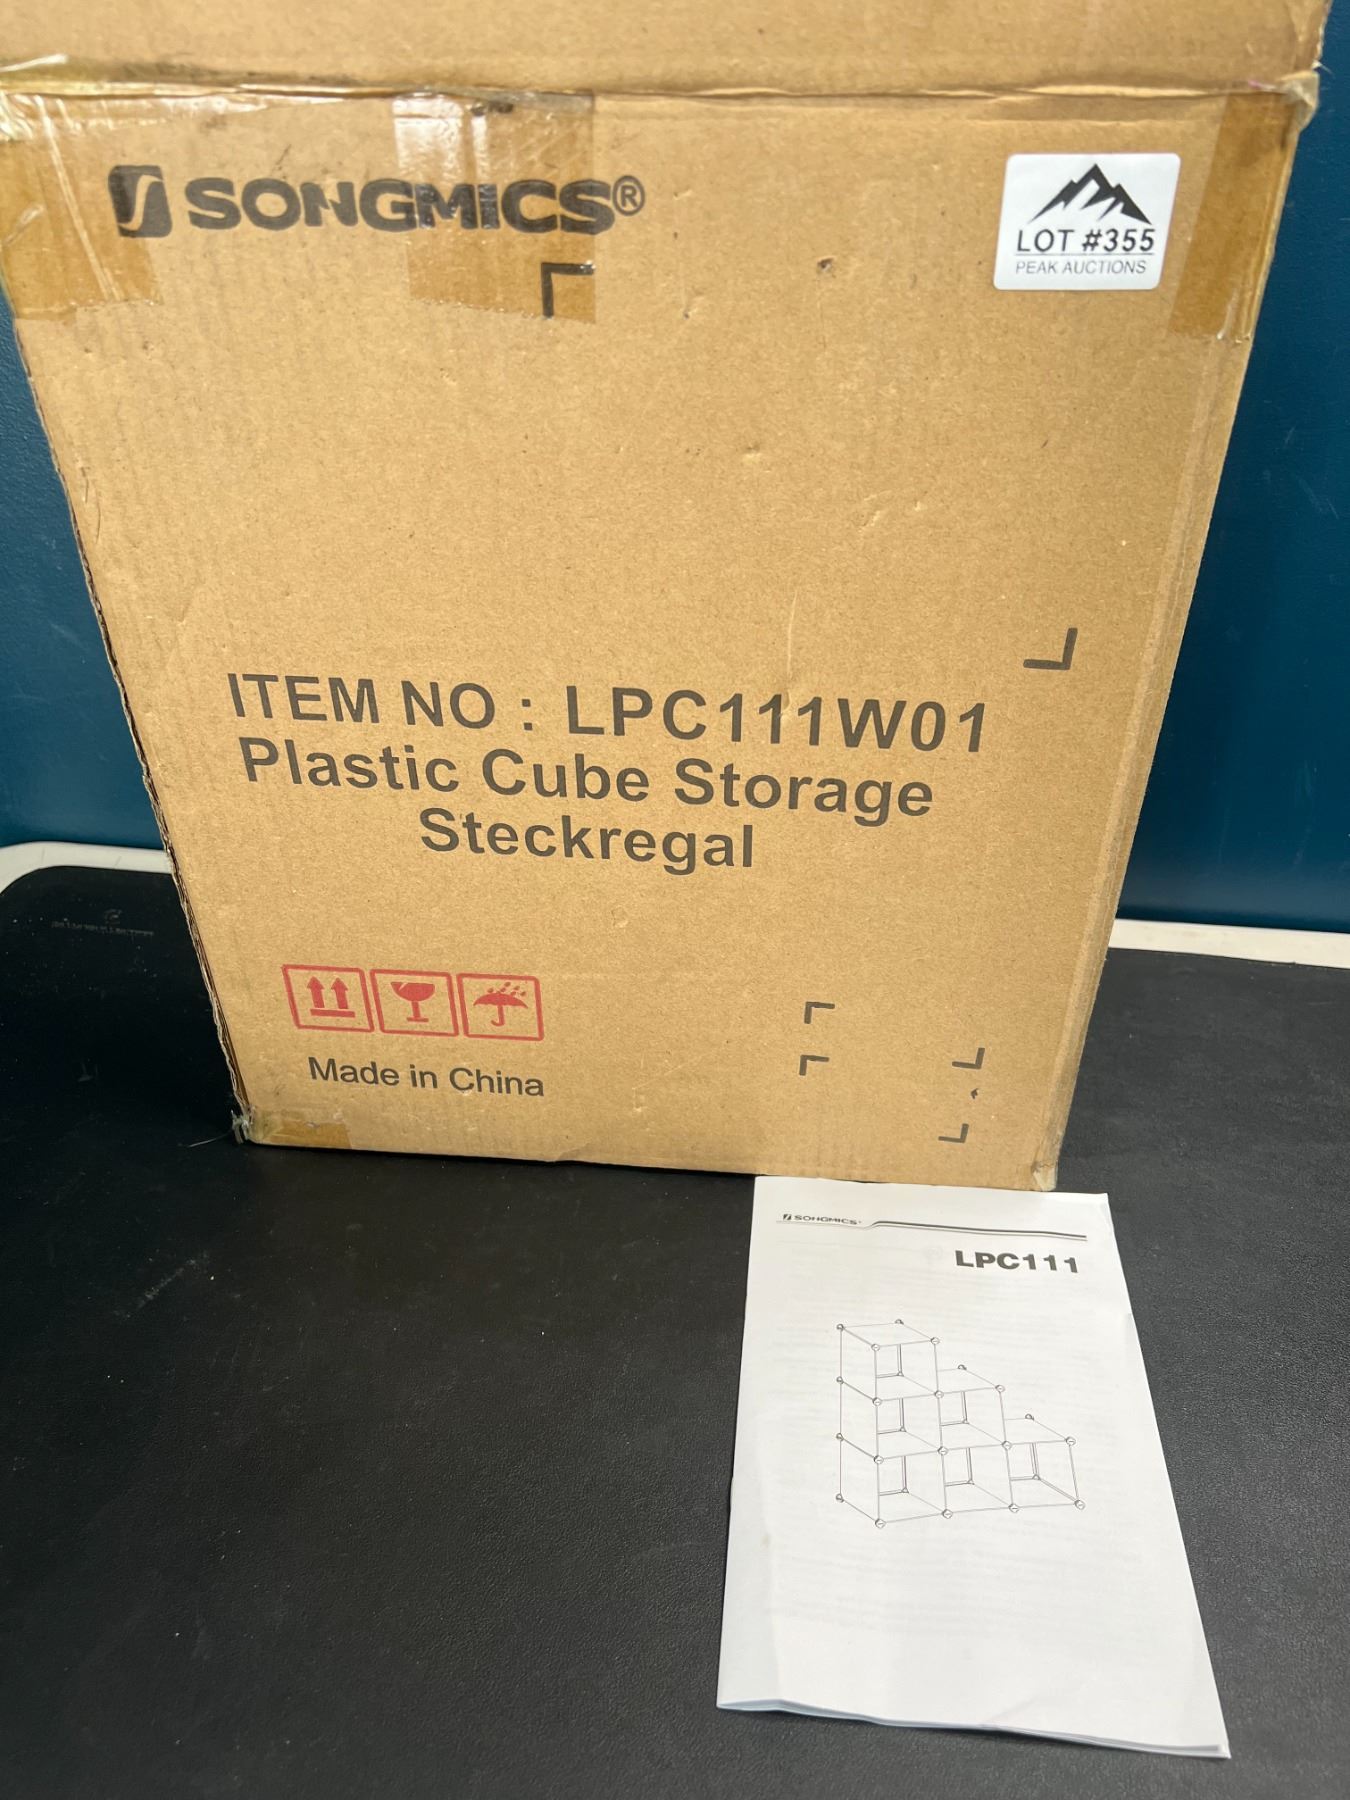 SONGMICS®
LOT #355
PEAK AUCTIONS
ITEM NO : LPC111W01
Plastic Cube Storage
Steckregal
Made in China
SONGMICS
LPC111